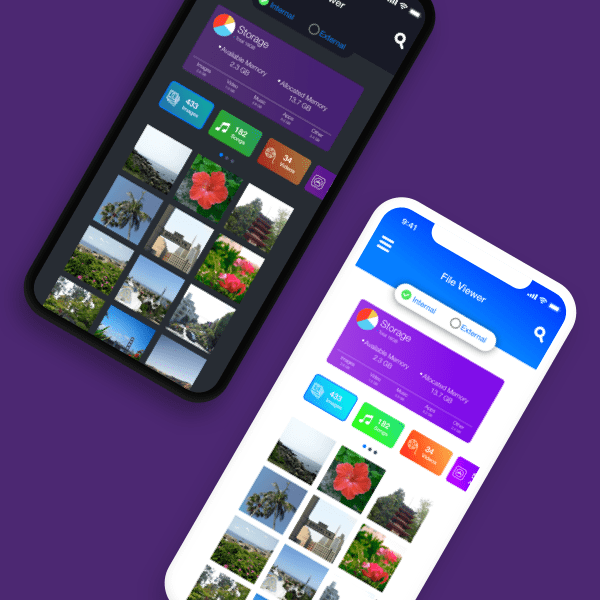 Internal
External
Storage
Available Memory
2.3 GB
Allocated Memory
13.7 GB
Images
Video
Music
Apps
Other
433
Images
182
Songs
34
Videos
9:41
File Viewer
Internal
External
Storage
Available Memory
2.3 GB
Allocated Memory
13.7 GB
Images
Video
Music
Apps
Other
433
Images
182
Songs
34
Videos